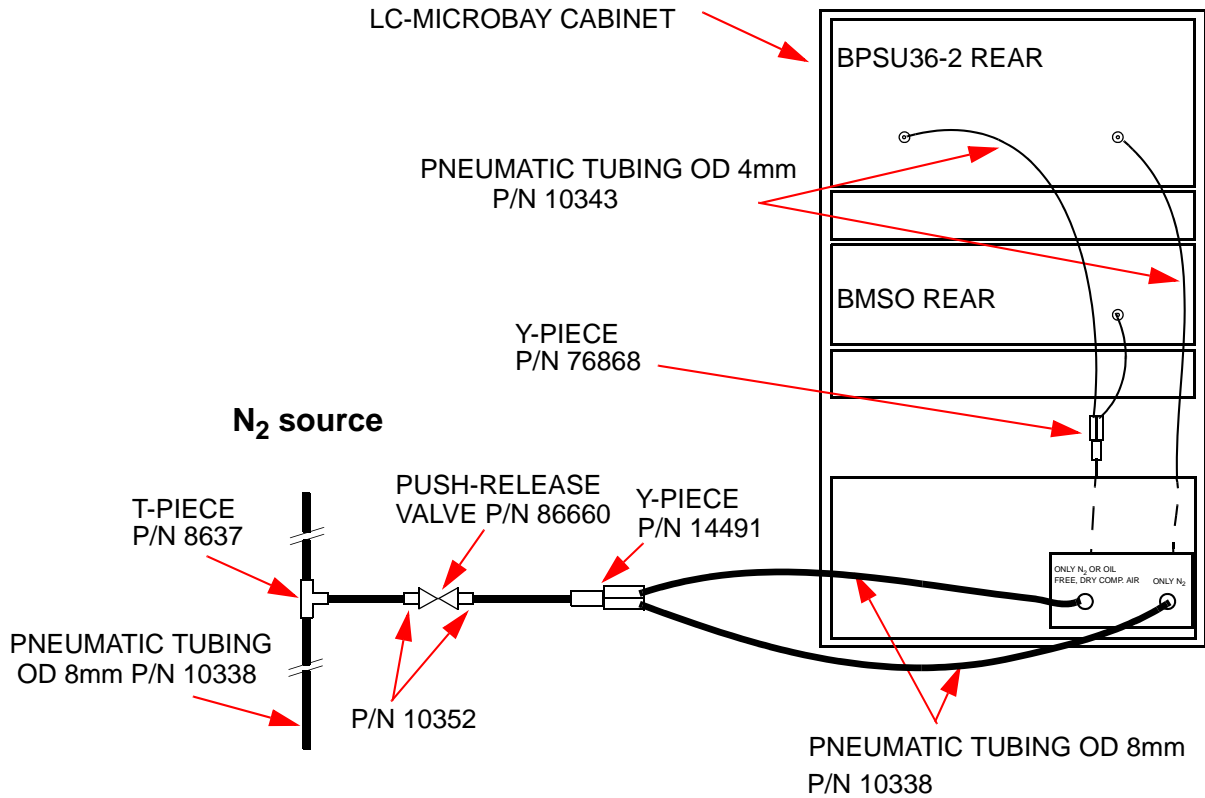 LC-MICROBAY CABINET
BPSU36-2 REAR
PNEUMATIC TUBING OD 4mm
P/N 10343
BMSO REAR
Y-PIECE
P/N 76868
N2 source
T-PIECE
P/N 8637
PUSH-RELEASE
VALVE P/N 86660
Y-PIECE
P/N 14491
ONLY N2 OR OIL
FREE, DRY COMP. AIR
ONLY N2
PNEUMATIC TUBING
OD 8mm P/N 10338
P/N 10352
PNEUMATIC TUBING OD 8mm
P/N 10338